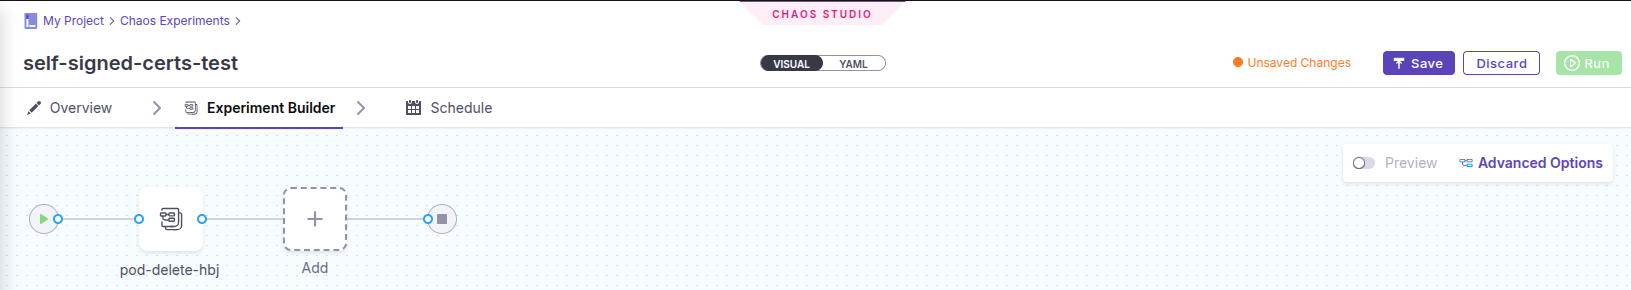 My Project > Chaos Experiments >
CHAOS STUDIO
self-signed-certs-test
VISUAL YAML
Unsaved Changes
Save
Discard
Run
Overview
Experiment Builder
Schedule
Preview
Advanced Options
pod-delete-hbj
Add